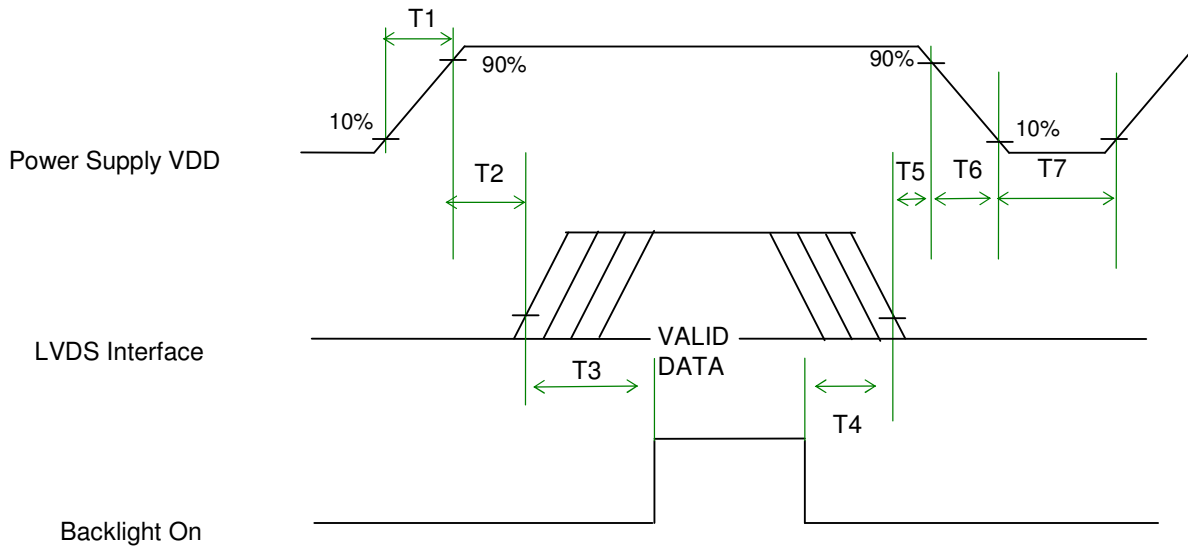 T1
90%
90%
10%
10%
Power Supply VDD
T2
T5
T6
T7
LVDS Interface
VALID
DATA
T3
T4
Backlight On